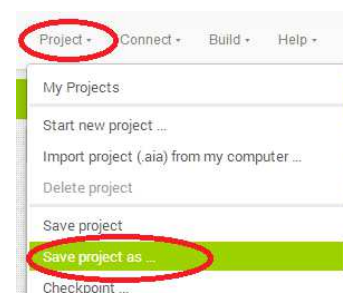 Project Connect Build Help
My Projects
Start new project ...
Import project (.aia) from my computer ...
Delete project
Save project
Save project as ...
Checkpoint ...